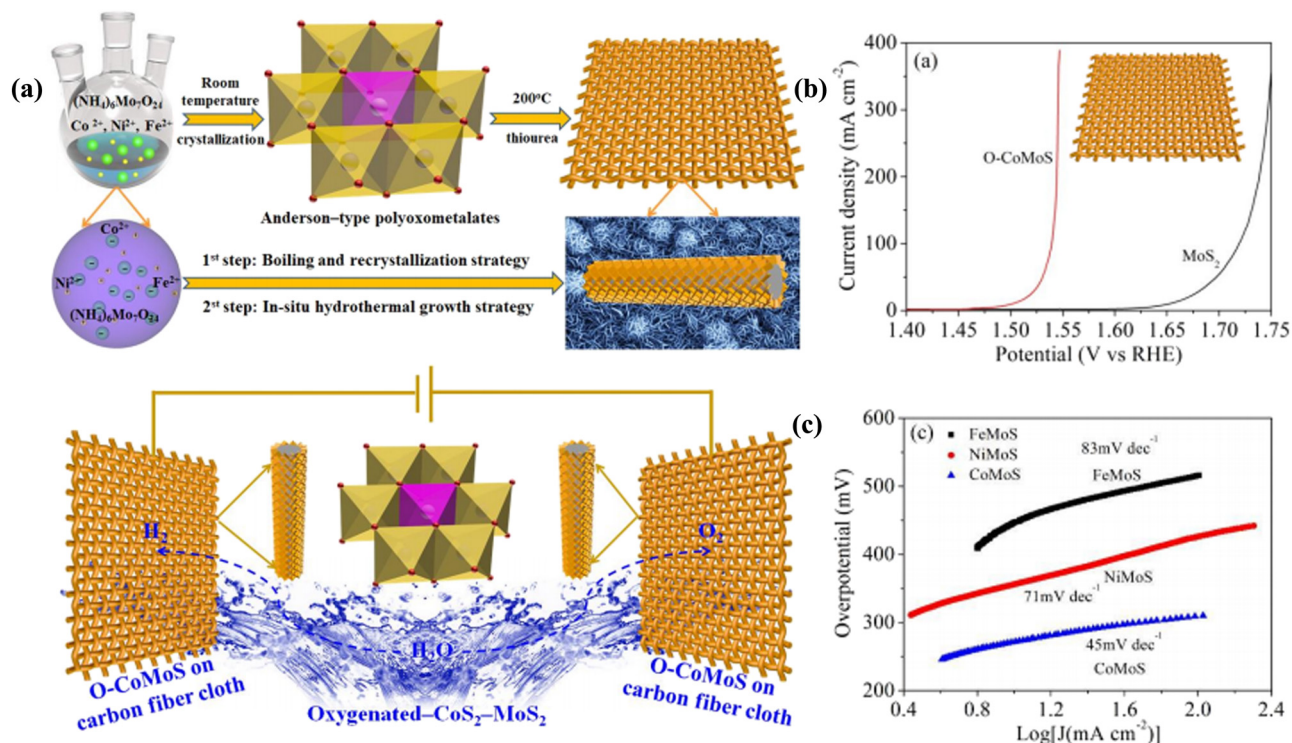 (a)
(NH4)6Mo7O24
Co 2+, Ni2+, Fe2+
Room
temperature
crystallization
Anderson–type polyoxometalates
200oC
thiourea
Co2+
Ni2+
Fe2+
(NH4)6Mo7O24
1st step: Boiling and recrystallization strategy
2st step: In-situ hydrothermal growth strategy
H2
O2
H2O
O-CoMoS on
carbon fiber cloth
Oxygenated–CoS2–MoS2
O-CoMoS on
carbon fiber cloth
(b)
(a)
Current density (mA cm-2)
400
300
200
100
0
O-CoMoS
MoS2
1.40 1.45 1.50 1.55 1.60 1.65 1.70 1.75
Potential (V vs RHE)
(c)
(c)
Overpotential (mV)
600
500
400
300
200
FeMoS
NiMoS
CoMoS
83mV dec-1
FeMoS
NiMoS
71mV dec-1
45mV dec-1
CoMoS
0.4 0.8 1.2 1.6 2.0 2.4
Log[J(mA cm-2)]